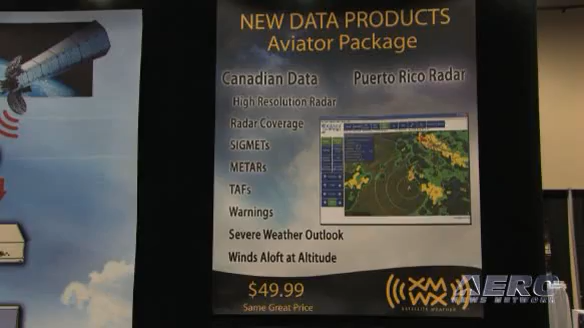 NEW DATA PRODUCTS
Aviator Package
Canadian Data
Puerto Rico Radar
High Resolution Radar
Radar Coverage
SIGMETs
METARs
TAFs
Warnings
Severe Weather Outlook
Winds Aloft at Altitude
$49.99
Same Great Price
XM
WX
SATELLITE WEATHER
AERO
NEWS NETWORK